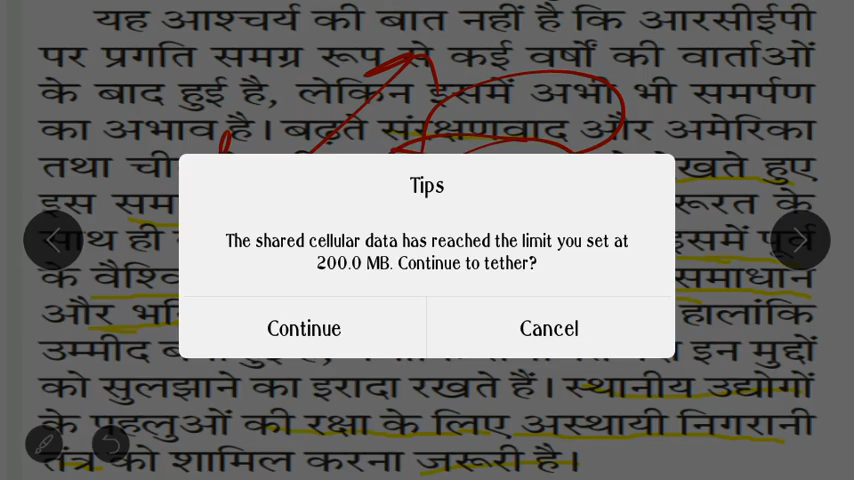 यह आश्चर्य की बात नहीं है कि आरसीईपी
पर प्रगति समग्र रूप से कई वर्षों की वार्ताओं
के बाद हुई है, लेकिन इसमें अभी भी समर्पण
का अभाव है। बढ़ते संरक्षणवाद और अमेरिका
तथा
इस
साथ ही
के
और
उम्मीद इन मुद्दों
को सुलझाने का इरादा रखते हैं। स्थानीय उद्योगों
के पहलुओं की रक्षा के लिए अस्थायी निगरानी
तंत्र को शामिल करना जरूरी है।
हुए
के
इसमें पूर्व
समाधान
हालांकि
Tips
The shared cellular data has reached the limit you set at
200.0 MB. Continue to tether?
Continue
Cancel